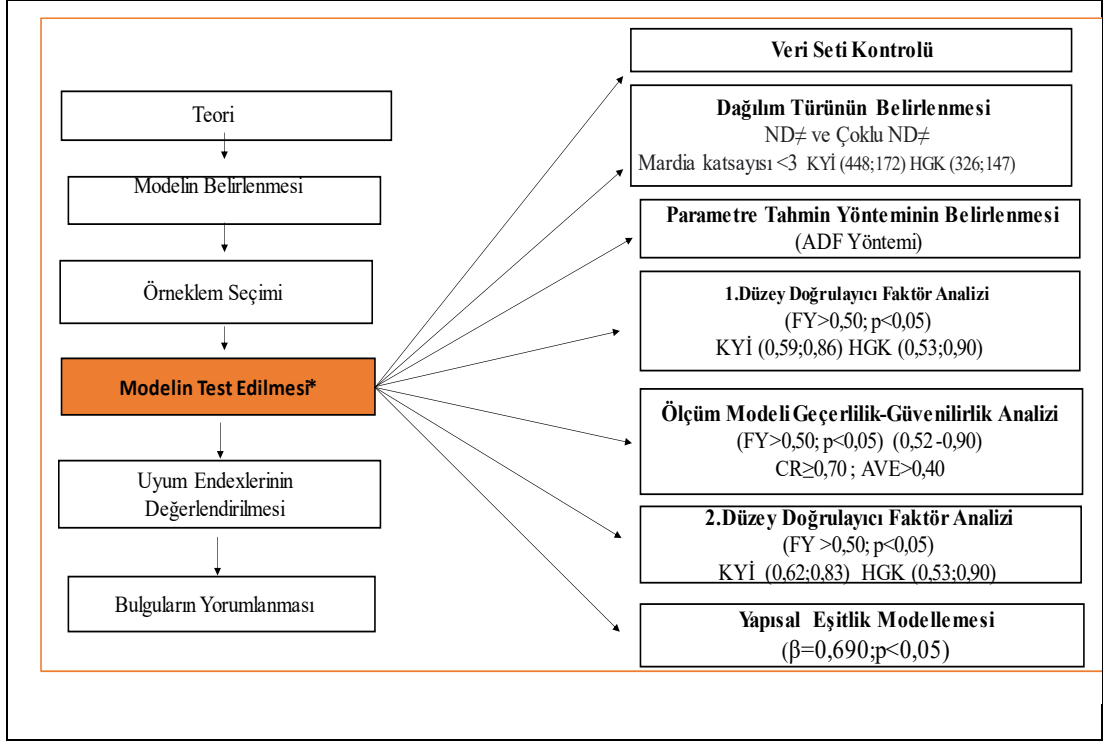 Teori
Modelin Belirlenmesi
Örneklem Seçimi
Modelin Test Edilmesi*
Uyum Endexlerinin
Değerlendirilmesi
Bulguların Yorumlanması
Veri Seti Kontrolü
Dağılım Türünün Belirlenmesi
ND≠ ve Çoklu ND≠
Mardia katsayısı <3 KYİ (448;172) HGK (326;147)
Parametre Tahmin Yönteminin Belirlenmesi
(ADF Yöntemi)
1.Düzey Doğrulayıcı Faktör Analizi
(FY>0,50; p<0,05)
KYİ (0,59;0,86) HGK (0,53;0,90)
Ölçüm Modeli Geçerlilik-Güvenilirlik Analizi
(FY>0,50; p<0,05) (0,52-0,90)
CR≥0,70 ; AVE>0,40
2.Düzey Doğrulayıcı Faktör Analizi
(FY >0,50; p<0,05)
KYİ (0,62;0,83) HGK (0,53;0,90)
Yapısal Eşitlik Modellemesi
(β=0,690;p<0,05)